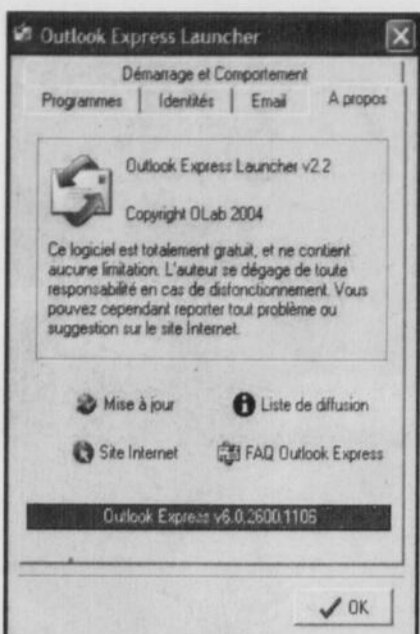 Outlook Express Launcher
Démarrage et Comportement
Programmes Identités Email A propos
Outlook Express Launcher v2.2
Copyright OLab 2004
Ce logiciel est totalement gratuit, et ne contient
aucune limitation. L'auteur se dégage de toute
responsabilité en cas de disfonctionnement. Vous
pouvez cependant reporter tout problème ou
suggestion sur le site Internet.
Mise à jour Liste de diffusion
Site Internet FAQ Outlook Express
Outlook Express v6.0.2600.1106
OK